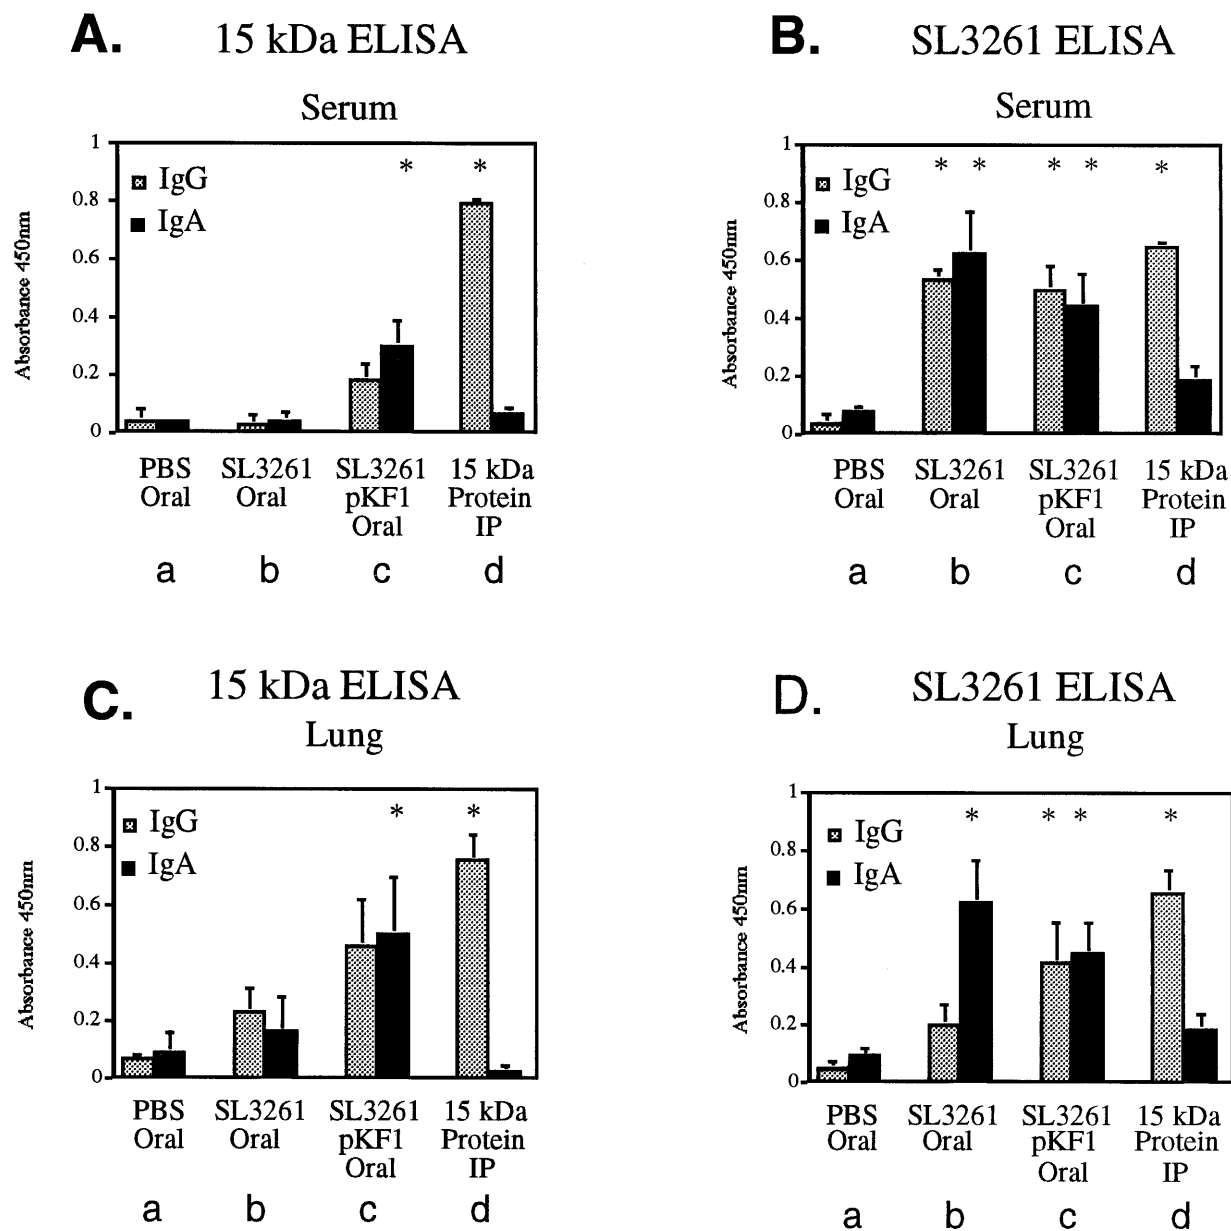 A.
15 kDa ELISA
Serum
1
0.8
0.6
0.4
0.2
0
Absorbance 450nm
* *
IgG
IgA
PBS Oral
SL3261 Oral
SL3261 pKF1 Oral
15 kDa Protein IP
a b c d
B.
SL3261 ELISA
Serum
1
0.8
0.6
0.4
0.2
0
Absorbance 450nm
* * * * *
IgG
IgA
PBS Oral
SL3261 Oral
SL3261 pKF1 Oral
15 kDa Protein IP
a b c d
C.
15 kDa ELISA
Lung
1
0.8
0.6
0.4
0.2
0
Absorbance 450nm
* *
IgG
IgA
PBS Oral
SL3261 Oral
SL3261 pKF1 Oral
15 kDa Protein IP
a b c d
D.
SL3261 ELISA
Lung
1
0.8
0.6
0.4
0.2
0
Absorbance 450nm
* * * *
IgG
IgA
PBS Oral
SL3261 Oral
SL3261 pKF1 Oral
15 kDa Protein IP
a b c d